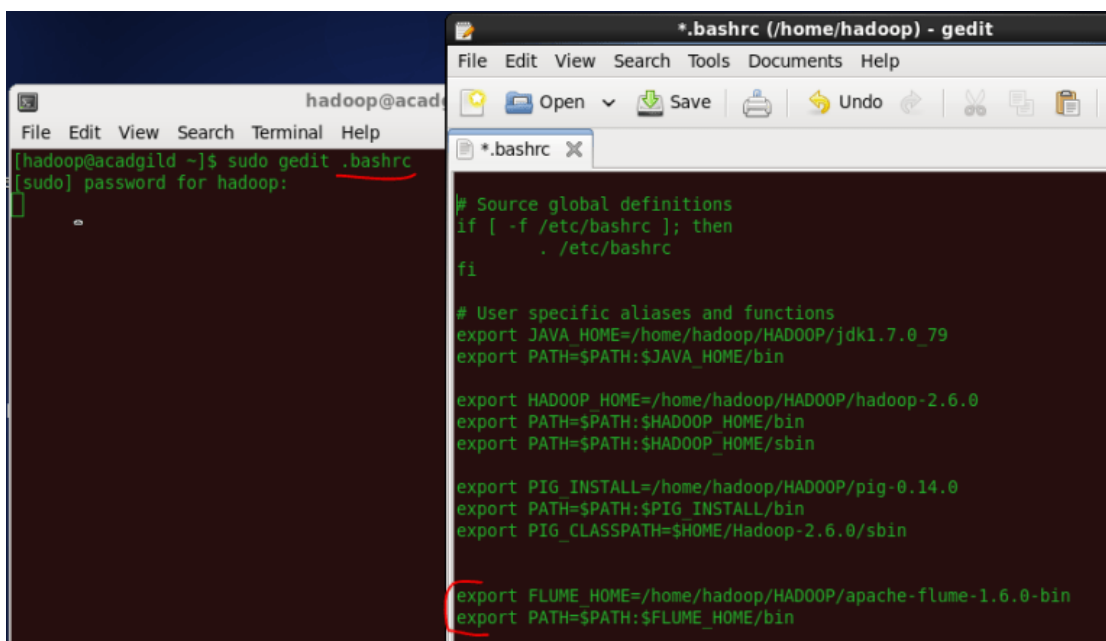 hadoop@acad
File Edit View Search Terminal Help
[hadoop@acadgild ~]$ sudo gedit .bashrc
[sudo] password for hadoop:
*.bashrc (/home/hadoop) - gedit
File Edit View Search Tools Documents Help
Open Save Undo
*.bashrc
# Source global definitions
if [ -f /etc/bashrc ]; then
. /etc/bashrc
fi
# User specific aliases and functions
export JAVA_HOME=/home/hadoop/HADOOP/jdk1.7.0_79
export PATH=$PATH:$JAVA_HOME/bin
export HADOOP_HOME=/home/hadoop/HADOOP/hadoop-2.6.0
export PATH=$PATH:$HADOOP_HOME/bin
export PATH=$PATH:$HADOOP_HOME/sbin
export PIG_INSTALL=/home/hadoop/HADOOP/pig-0.14.0
export PATH=$PATH:$PIG_INSTALL/bin
export PIG_CLASSPATH=$HOME/Hadoop-2.6.0/sbin
export FLUME_HOME=/home/hadoop/HADOOP/apache-flume-1.6.0-bin
export PATH=$PATH:$FLUME_HOME/bin